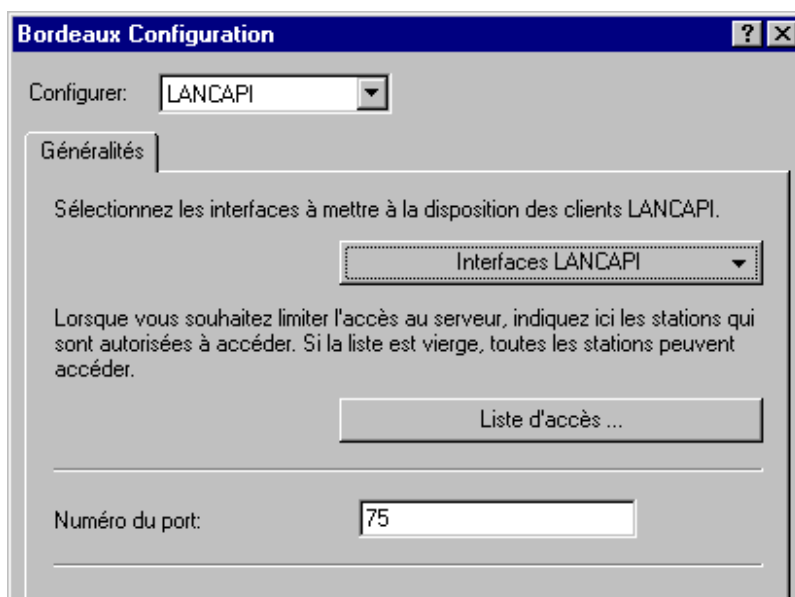 Bordeaux Configuration
Configurer: LANCAPI
Généralités
Sélectionnez les interfaces à mettre à la disposition des clients LANCAPI.
Interfaces LANCAPI
Lorsque vous souhaitez limiter l'accès au serveur, indiquez ici les stations qui
sont autorisées à accéder. Si la liste est vierge, toutes les stations peuvent
accéder.
Liste d'accès ...
Numéro du port: 75